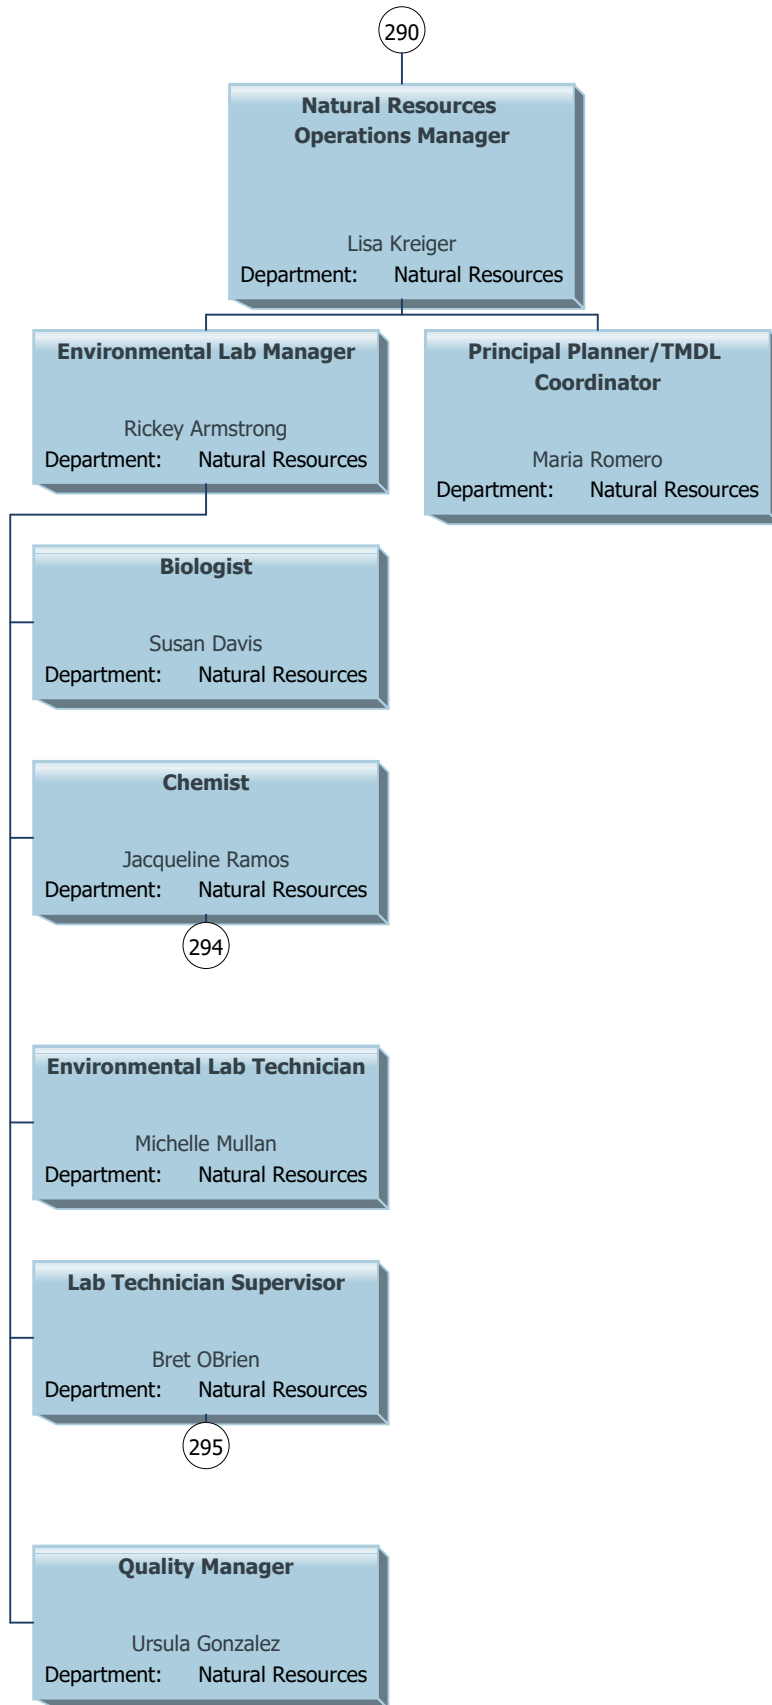 290
Natural Resources
Operations Manager
Lisa Kreiger
Department: Natural Resources
Environmental Lab Manager
Rickey Armstrong
Department: Natural Resources
Principal Planner/TMDL
Coordinator
Maria Romero
Department: Natural Resources
Biologist
Susan Davis
Department: Natural Resources
Chemist
Jacqueline Ramos
Department: Natural Resources
294
Environmental Lab Technician
Michelle Mullan
Department: Natural Resources
Lab Technician Supervisor
Bret OBrien
Department: Natural Resources
295
Quality Manager
Ursula Gonzalez
Department: Natural Resources